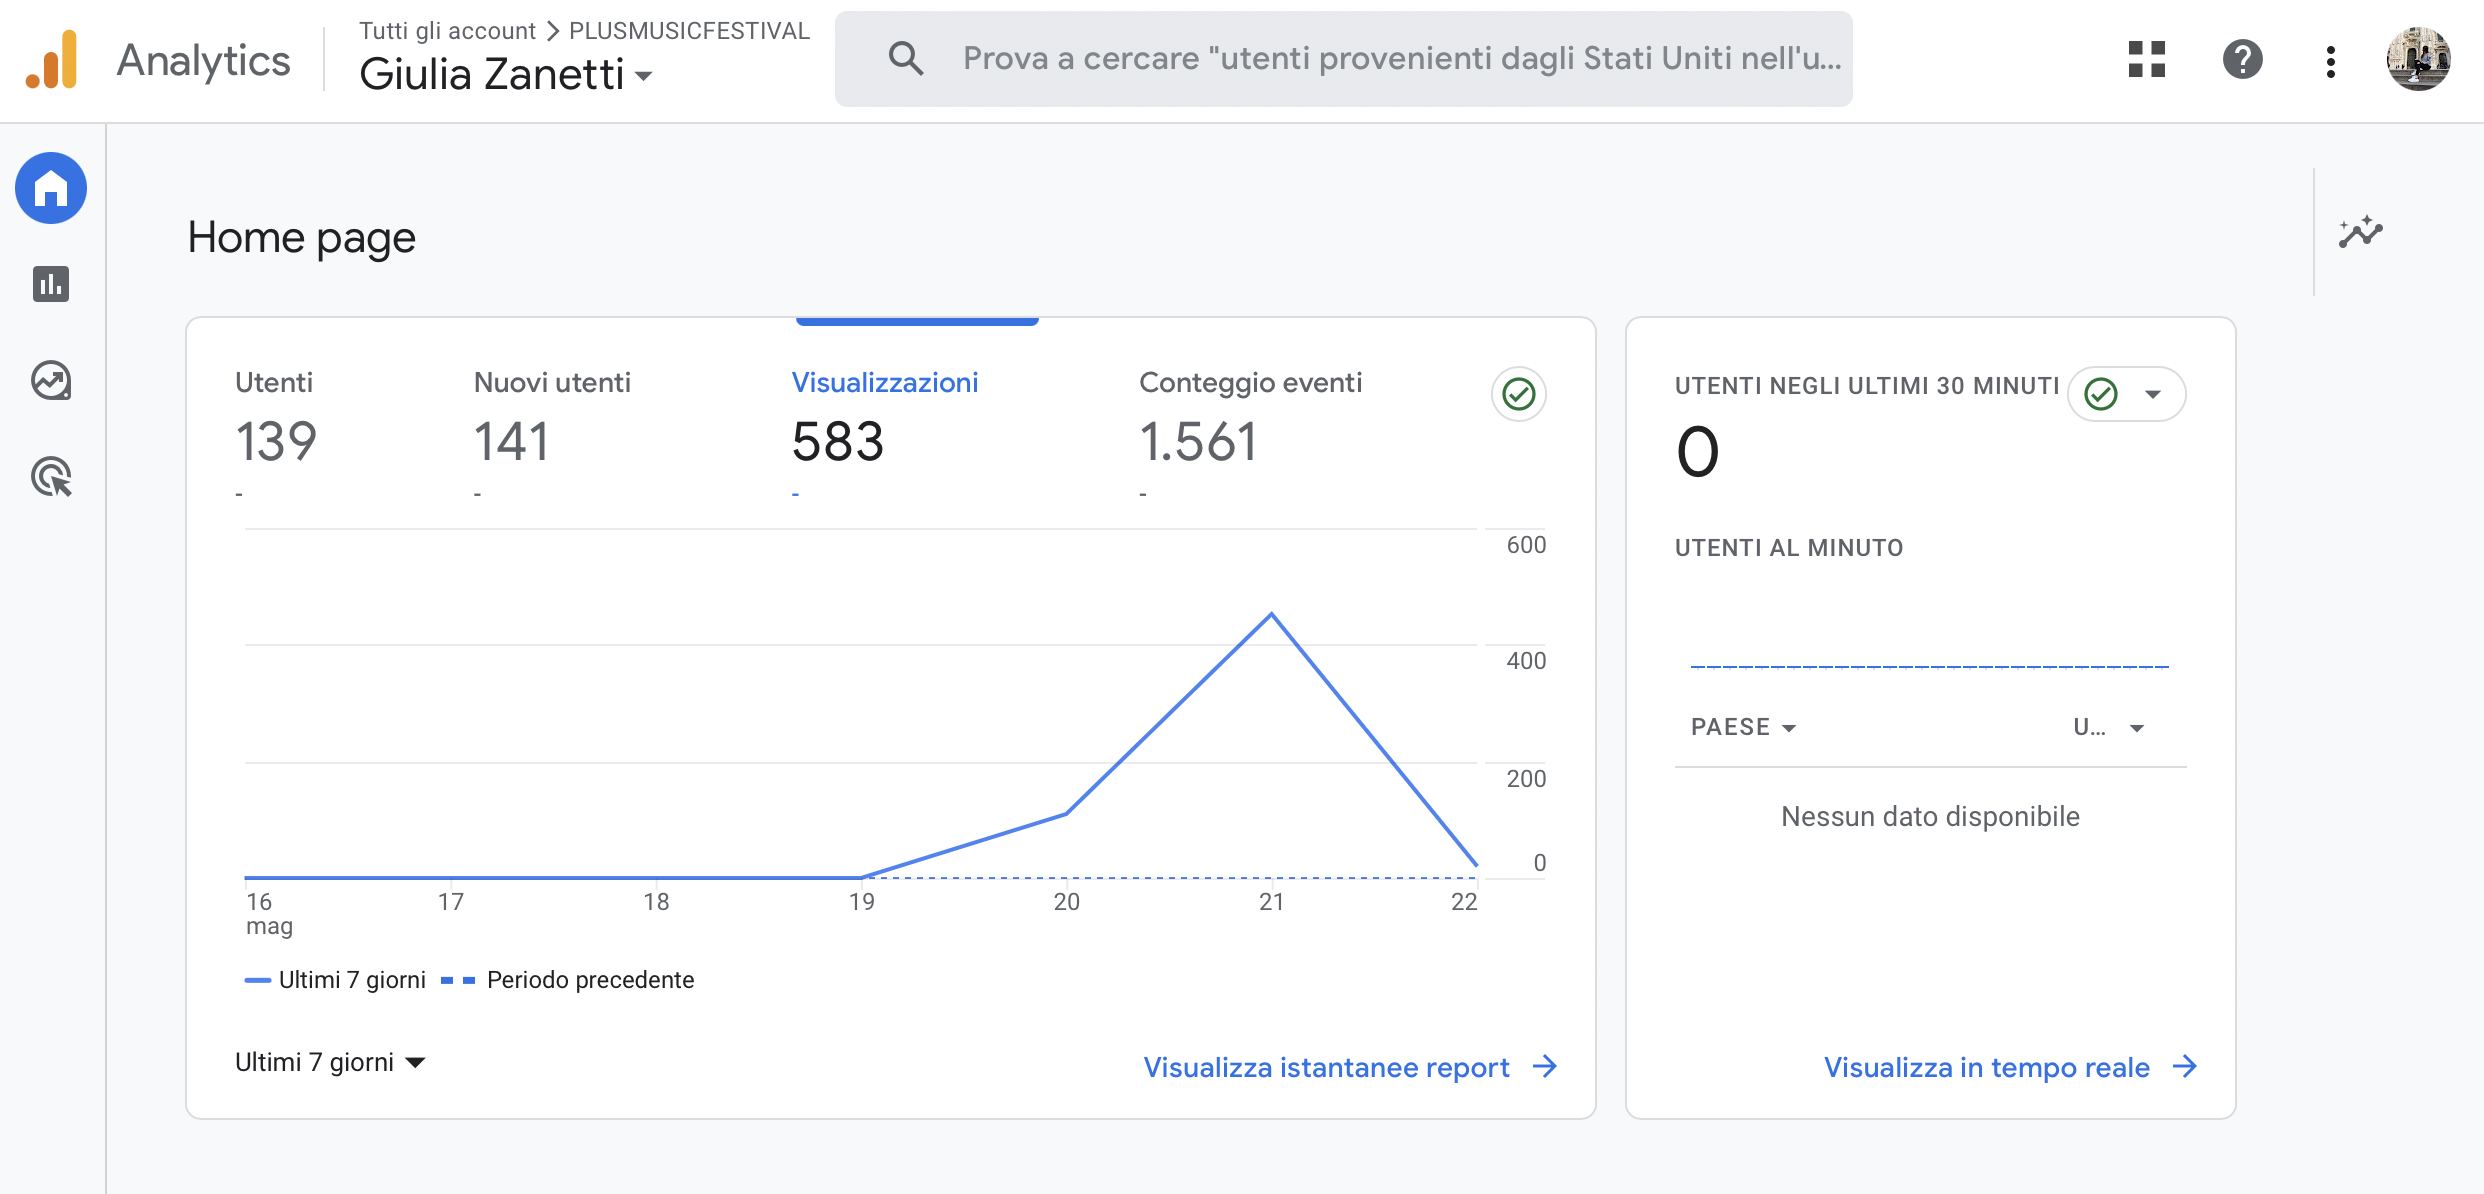 Analytics
Tutti gli account > PLUSMUSICFESTIVAL
Giulia Zanetti
Prova a cercare "utenti provenienti dagli Stati Uniti nell'u...
Home page
Utenti
139
-
Nuovi utenti
141
-
Visualizzazioni
583
-
Conteggio eventi
1.561
-
600
400
200
0
16 17 18 19 20 21 22
mag
Ultimi 7 giorni Periodo precedente
Ultimi 7 giorni
Visualizza istantanee report
UTENTI NEGLI ULTIMI 30 MINUTI
0
UTENTI AL MINUTO
PAESE U...
Nessun dato disponibile
Visualizza in tempo reale